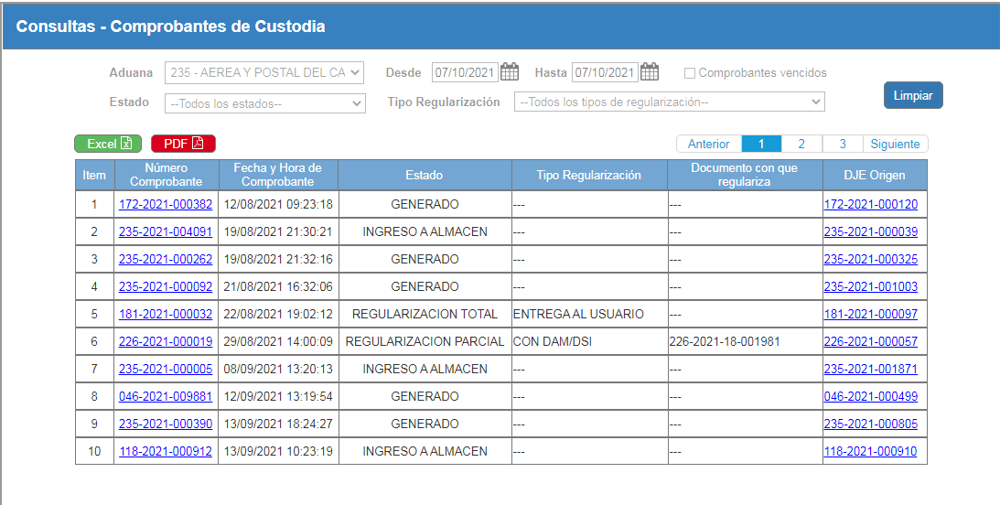 Consultas - Comprobantes de Custodia
Aduana 235 - AEREA Y POSTAL DEL CA Desde 07/10/2021 Hasta 07/10/2021 Comprobantes vencidos
Estado --Todos los estados-- Tipo Regularización --Todos los tipos de regularización-- Limpiar
Excel PDF Anterior 1 2 3 Siguiente
Item Número Comprobante Fecha y Hora de Comprobante Estado Tipo Regularización Documento con que regulariza DJE Origen
1 172-2021-000382 12/08/2021 09:23:18 GENERADO --- --- 172-2021-000120
2 235-2021-004091 19/08/2021 21:30:21 INGRESO A ALMACEN --- --- 235-2021-000039
3 235-2021-000262 19/08/2021 21:32:16 GENERADO --- --- 235-2021-000325
4 235-2021-000092 21/08/2021 16:32:06 GENERADO --- --- 235-2021-001003
5 181-2021-000032 22/08/2021 19:02:12 REGULARIZACION TOTAL ENTREGA AL USUARIO --- 181-2021-000097
6 226-2021-000019 29/08/2021 14:00:09 REGULARIZACION PARCIAL CON DAM/DSI 226-2021-18-001981 226-2021-000057
7 235-2021-000005 08/09/2021 13:20:13 INGRESO A ALMACEN --- --- 235-2021-001871
8 046-2021-009881 12/09/2021 13:19:54 GENERADO --- --- 046-2021-000499
9 235-2021-000390 13/09/2021 18:24:27 GENERADO --- --- 235-2021-000805
10 118-2021-000912 13/09/2021 10:23:19 INGRESO A ALMACEN --- --- 118-2021-000910